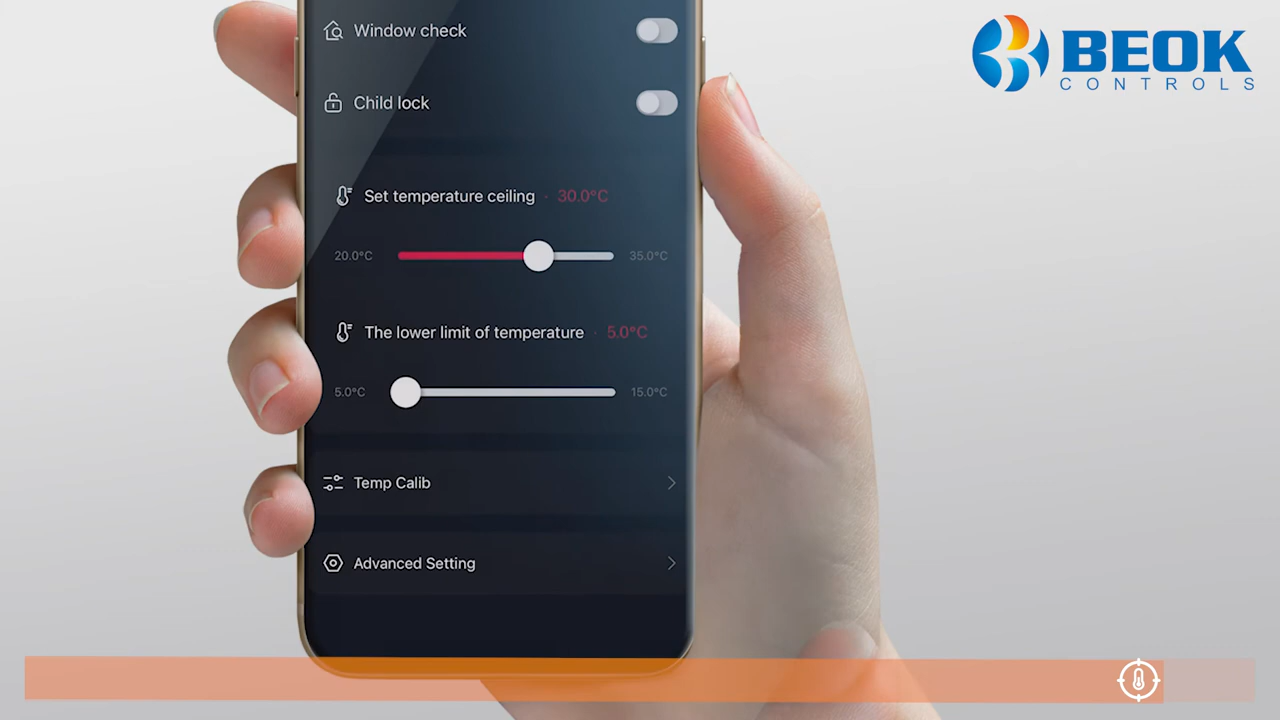 Window check
BEOK
CONTROLS
Child lock
Set temperature ceiling · 30.0°C
20.0°C 35.0°C
The lower limit of temperature · 5.0°C
5.0°C 15.0°C
Temp Calib
Advanced Setting